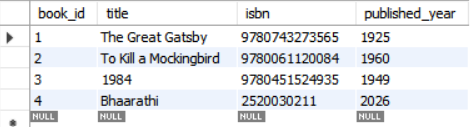 book_id title isbn published_year
1 The Great Gatsby 9780743273565 1925
2 To Kill a Mockingbird 9780061120084 1960
3 1984 9780451524935 1949
4 Bhaarathi 2520030211 2026
NULL NULL NULL NULL